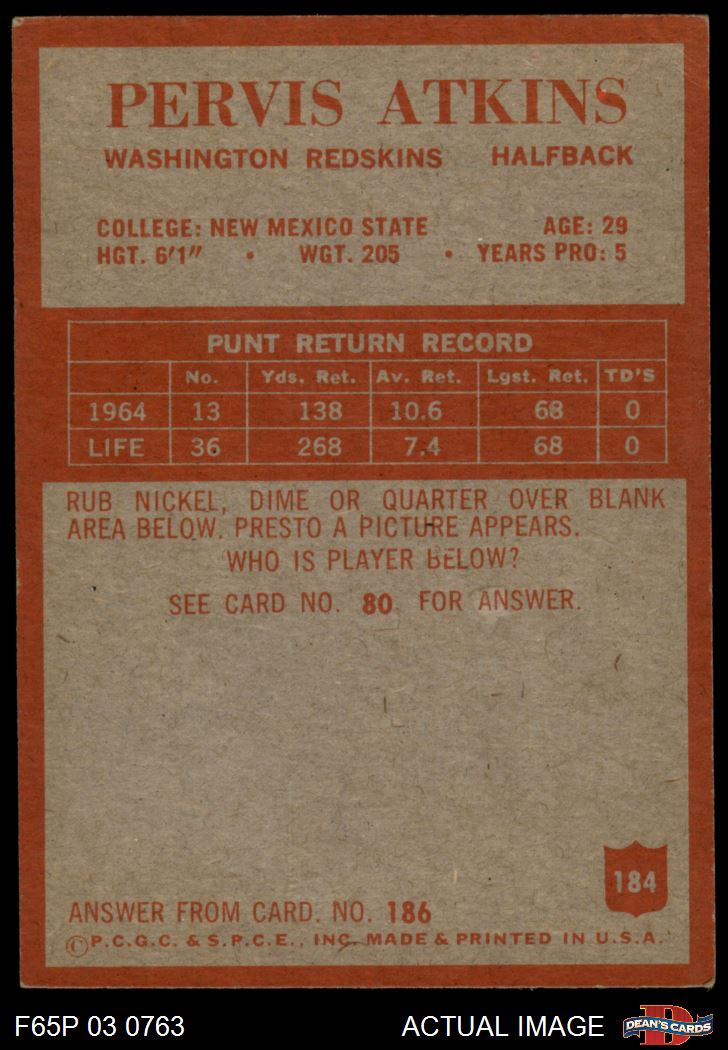 PERVIS ATKINS
WASHINGTON REDSKINS HALFBACK
COLLEGE: NEW MEXICO STATE AGE: 29
HGT. 6'1" • WGT. 205 • YEARS PRO: 5
PUNT RETURN RECORD
No. Yds. Ret. Av. Ret. Lgst. Ret. TD'S
1964 13 138 10.6 68 0
LIFE 36 268 7.4 68 0
RUB NICKEL, DIME OR QUARTER OVER BLANK
AREA BELOW. PRESTO A PICTURE APPEARS.
WHO IS PLAYER BELOW?
SEE CARD NO. 80 FOR ANSWER.
184
ANSWER FROM CARD. NO. 186
©P.C.G.C. & S.P.C.E., INC. MADE & PRINTED IN U.S.A.
F65P 03 0763 ACTUAL IMAGE D DEAN'S CARDS